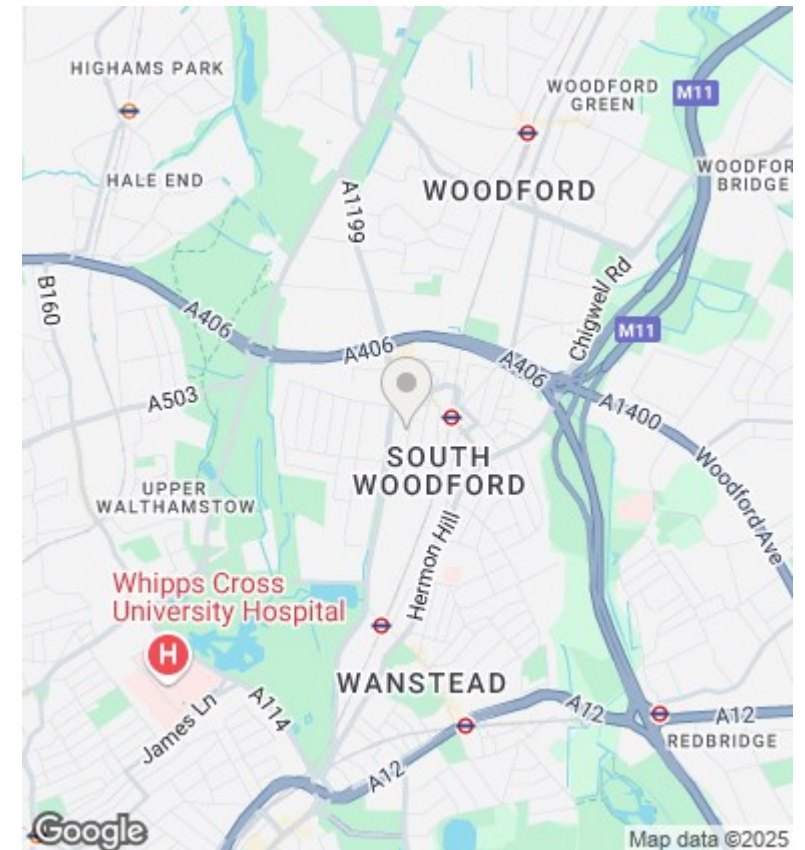 HIGHAMS PARK
WOODFORD
GREEN
M11
HALE END
WOODFORD
WOODFOR
BRIDGE
A1199
B160
A406
Chigwell Rd
M11
A406
A406
A503
A1400
SOUTH
WOODFORD
Woodford Ave
UPPER
WALTHAMSTOW
Hermon Hill
Whipps Cross
University Hospital
H
WANSTEAD
A114
James Ln
A12
A12
REDBRIDGE
A12
Google
Map data ©2025